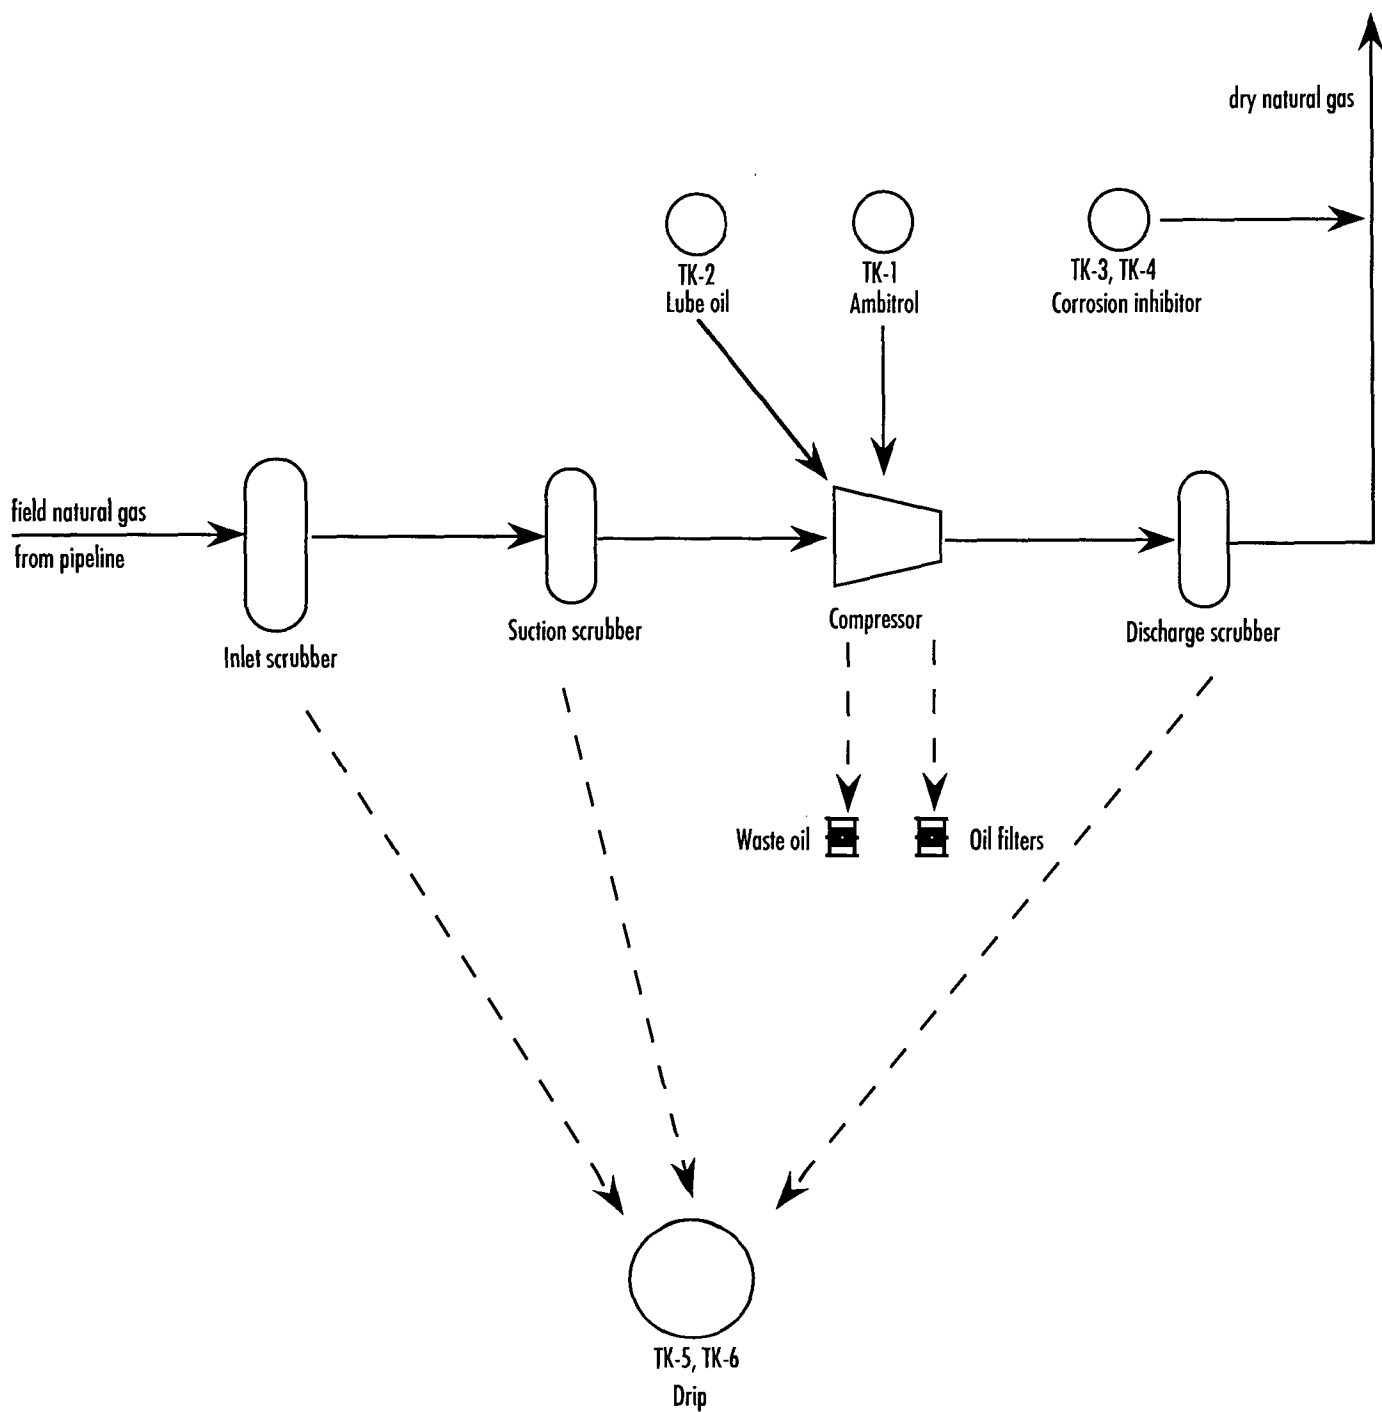 dry natural gas
TK-2
Lube oil
TK-1
Ambitrol
TK-3, TK-4
Corrosion inhibitor
field natural gas
from pipeline
Inlet scrubber
Suction scrubber
Compressor
Discharge scrubber
Waste oil
Oil filters
TK-5, TK-6
Drip